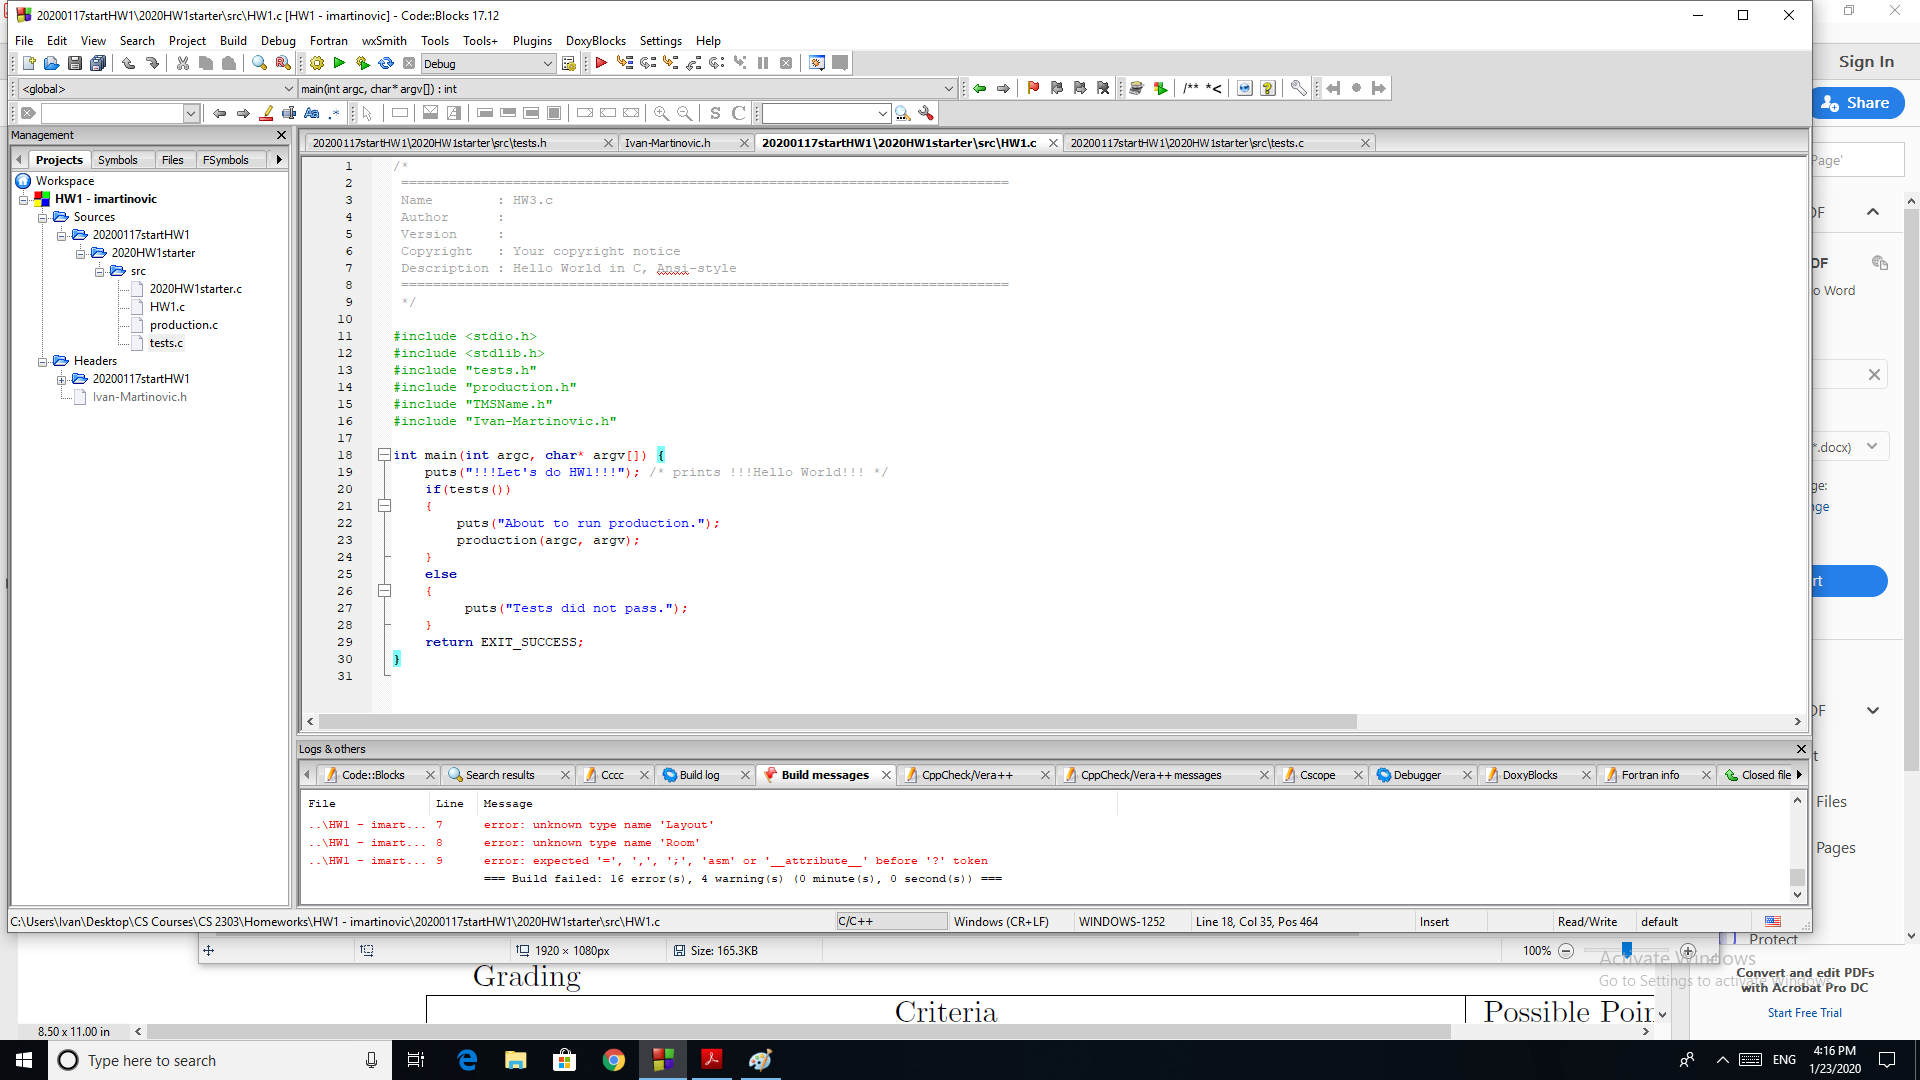 20200117startHW1\2020HW1starter\src\HW1.c [HW1 - imartinovic] - Code::Blocks 17.12
File Edit View Search Project Build Debug Fortran wxSmith Tools Tools+ Plugins DoxyBlocks Settings Help
Debug
<global> main(int argc, char* argv[]) : int
/** *<
Aa .*
S C
Management
Projects Symbols Files FSymbols
Workspace
HW1 - imartinovic
Sources
20200117startHW1
2020HW1starter
src
2020HW1starter.c
HW1.c
production.c
tests.c
Headers
20200117startHW1
Ivan-Martinovic.h
20200117startHW1\2020HW1starter\src\tests.h Ivan-Martinovic.h 20200117startHW1\2020HW1starter\src\HW1.c 20200117startHW1\2020HW1starter\src\tests.c
1 /*
2 ============================================================================
3 Name : HW3.c
4 Author :
5 Version :
6 Copyright : Your copyright notice
7 Description : Hello World in C, Ansi-style
8 ============================================================================
9 */
10
11 #include <stdio.h>
12 #include <stdlib.h>
13 #include "tests.h"
14 #include "production.h"
15 #include "TMSName.h"
16 #include "Ivan-Martinovic.h"
17
18 int main(int argc, char* argv[]) {
19 puts("!!!Let's do HW1!!!"); /* prints !!!Hello World!!! */
20 if(tests())
21 {
22 puts("About to run production.");
23 production(argc, argv);
24 }
25 else
26 {
27 puts("Tests did not pass.");
28 }
29 return EXIT_SUCCESS;
30 }
31
Logs & others
Code::Blocks Search results Cccc Build log Build messages CppCheck/Vera++ CppCheck/Vera++ messages Cscope Debugger DoxyBlocks Fortran info Closed file
File Line Message
..\HW1 - imart... 7 error: unknown type name 'Layout'
..\HW1 - imart... 8 error: unknown type name 'Room'
..\HW1 - imart... 9 error: expected '=', ',', ';', 'asm' or '__attribute__' before '?' token
=== Build failed: 16 error(s), 4 warning(s) (0 minute(s), 0 second(s)) ===
C:\Users\Ivan\Desktop\CS Courses\CS 2303\Homeworks\HW1 - imartinovic\20200117startHW1\2020HW1starter\src\HW1.c C/C++ Windows (CR+LF) WINDOWS-1252 Line 18, Col 35, Pos 464 Insert Read/Write default
Sign In
Share
Page'
DF
DF
o Word
*.docx)
ge:
age
rt
DF
t
Files
Pages
Protect
Convert and edit PDFs
with Acrobat Pro DC
Start Free Trial
1920 × 1080px Size: 165.3KB 100%
Activate Windows
Go to Settings to activate Windows.
Grading
Criteria Possible Poin
8.50 x 11.00 in
Type here to search
ENG
4:16 PM
1/23/2020